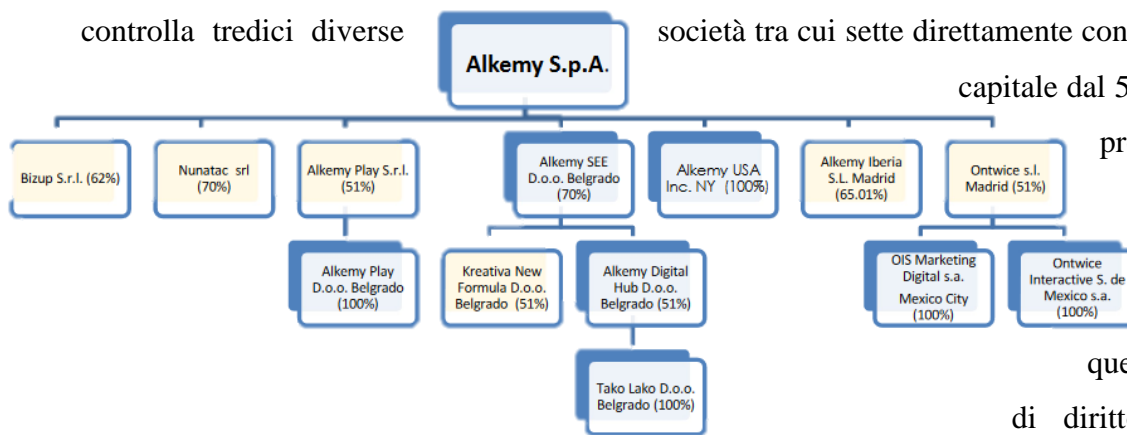 controlla tredici diverse società tra cui sette direttamente con
Alkemy S.p.A.
capitale dal 5
pr
Bizup S.r.l. (62%)
Nunatac srl
(70%)
Alkemy Play S.r.l.
(51%)
Alkemy SEE
D.o.o. Belgrado
(70%)
Alkemy USA
Inc. NY (100%)
Alkemy Iberia
S.L. Madrid
(65.01%)
Ontwice s.l.
Madrid (51%)
Alkemy Play
D.o.o. Belgrado
(100%)
Kreativa New
Formula D.o.o.
Belgrado (51%)
Alkemy Digital
Hub D.o.o.
Belgrado (51%)
OIS Marketing
Digital s.a.
Mexico City
(100%)
Ontwice
Interactive S. de
Mexico s.a.
(100%)
que
Tako Lako D.o.o.
Belgrado (100%)
di diritt